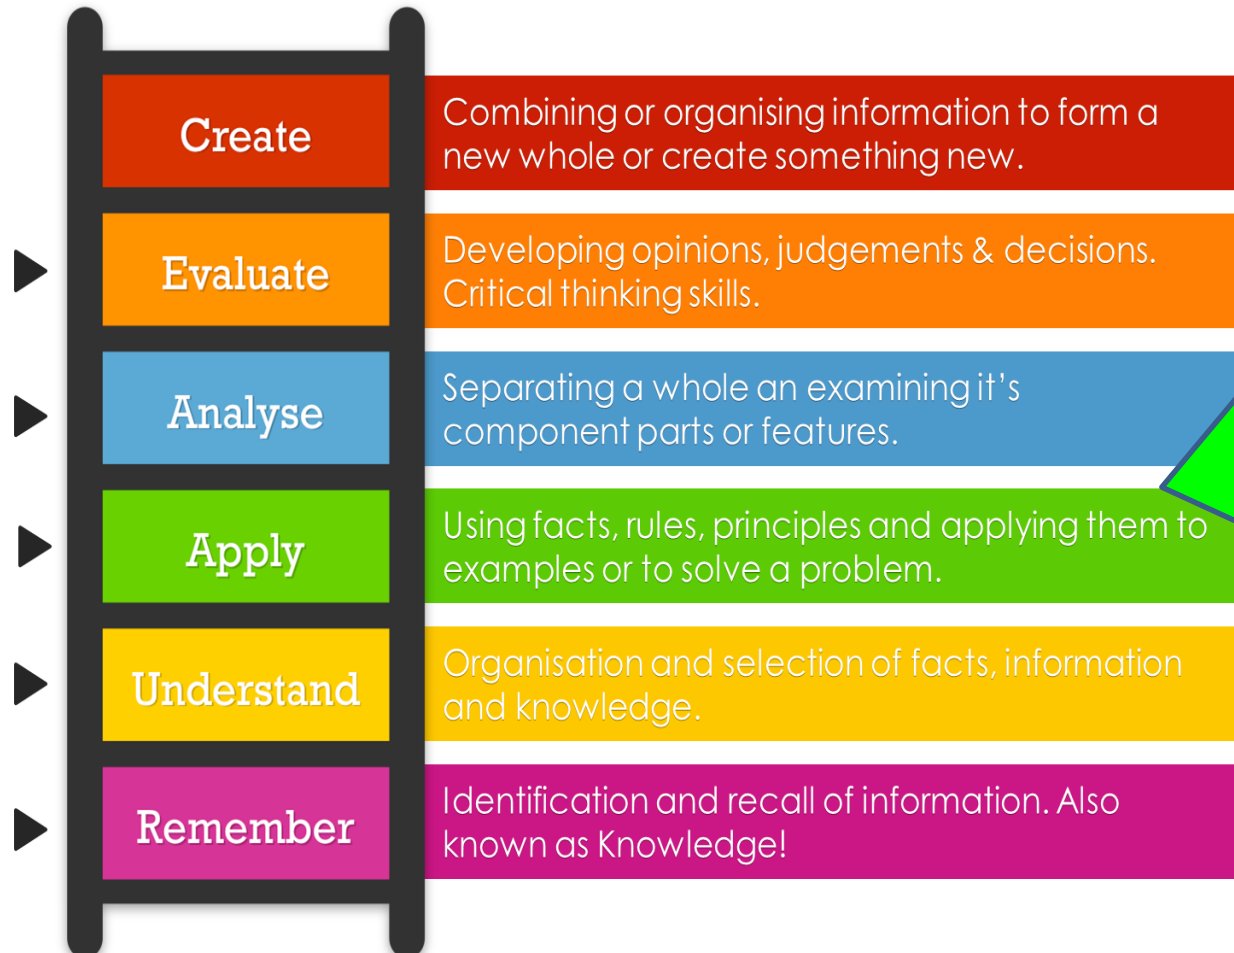 Create
Combining or organising information to form a
new whole or create something new.
Evaluate
Developing opinions, judgements & decisions.
Critical thinking skills.
Analyse
Separating a whole an examining it’s
component parts or features.
Apply
Using facts, rules, principles and applying them to
examples or to solve a problem.
Understand
Organisation and selection of facts, information
and knowledge.
Remember
Identification and recall of information. Also
known as Knowledge!